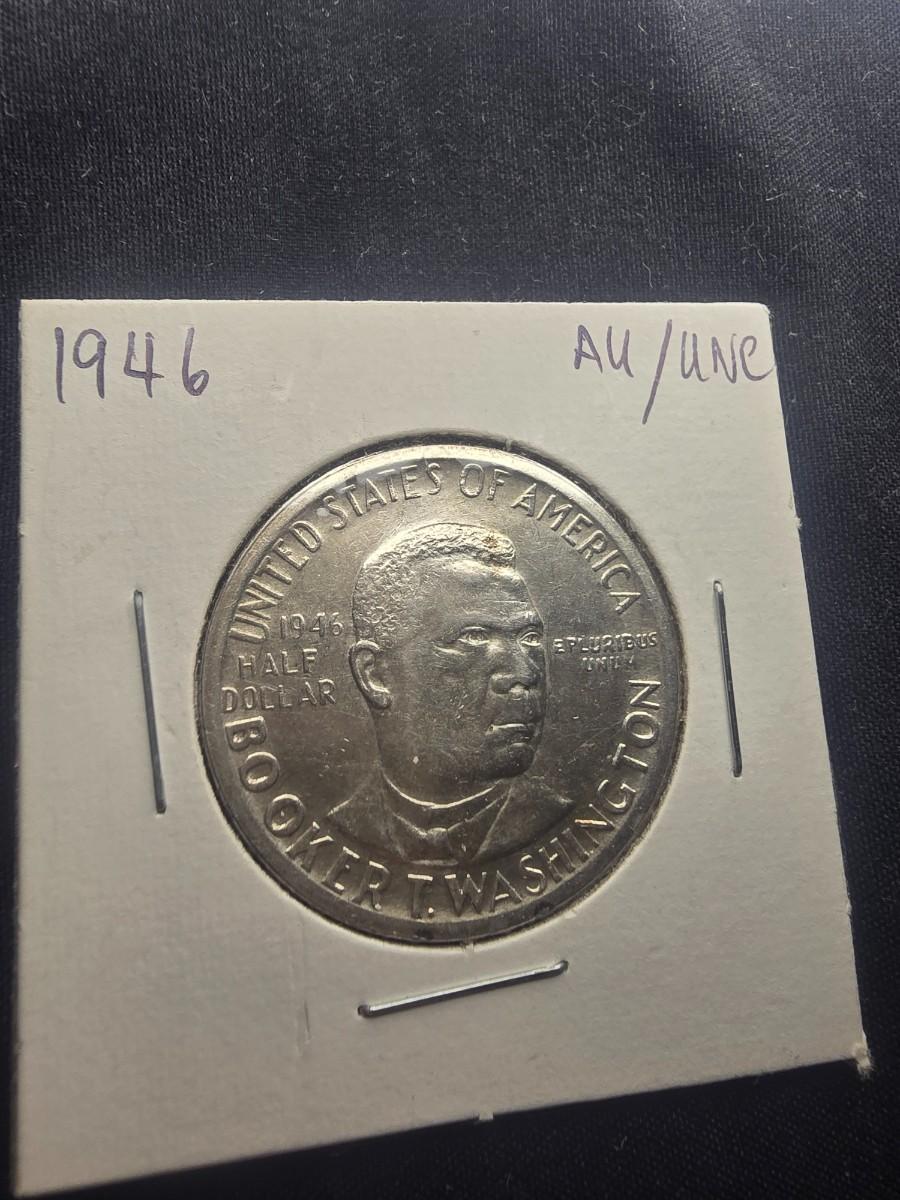 1946
AU/UNC
UNITED STATES OF AMERICA
1946
HALF
DOLLAR
E PLURIBUS
UNUM
BOOKER T. WASHINGTON